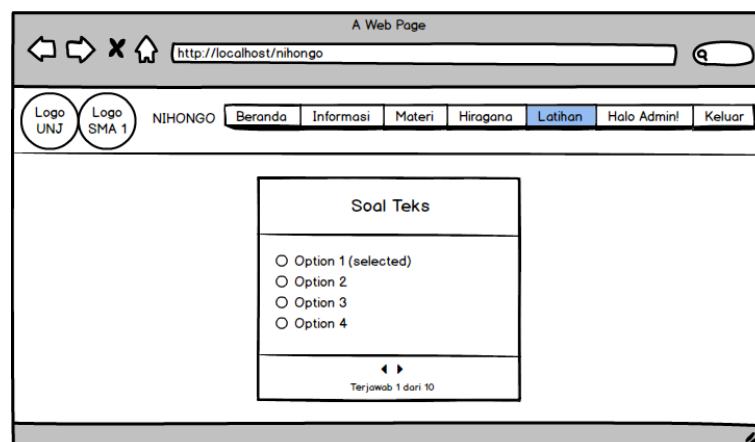 A Web Page
http://localhost/nihongo
Logo UNJ
Logo SMA 1
NIHONGO
Beranda Informasi Materi Hiragana Latihan Halo Admin! Keluar
Soal Teks
Option 1 (selected)
Option 2
Option 3
Option 4
Terjawab 1 dari 10